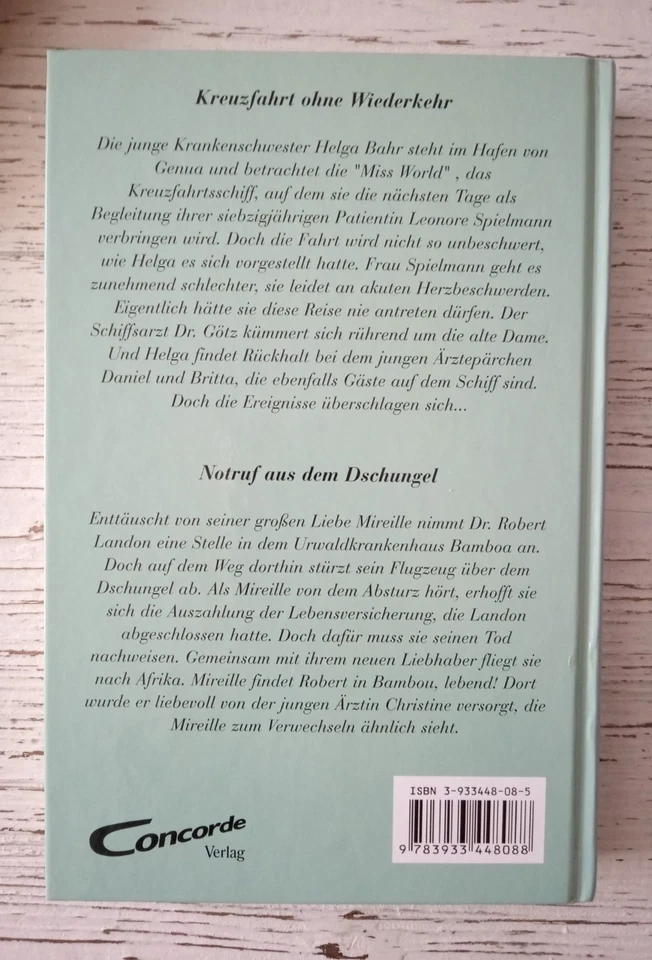 Kreuzfahrt ohne Wiederkehr
Die junge Krankenschwester Helga Bahr steht im Hafen von
Genua und betrachtet die "Miss World" , das
Kreuzfahrtsschiff, auf dem sie die nächsten Tage als
Begleitung ihrer siebzigjährigen Patientin Leonore Spielmann
verbringen wird. Doch die Fahrt wird nicht so unbeschwert,
wie Helga es sich vorgestellt hatte. Frau Spielmann geht es
zunehmend schlechter, sie leidet an akuten Herzbeschwerden.
Eigentlich hätte sie diese Reise nie antreten dürfen. Der
Schiffsarzt Dr. Götz kümmert sich rührend um die alte Dame.
Und Helga findet Rückhalt bei dem jungen Ärztepärchen
Daniel und Britta, die ebenfalls Gäste auf dem Schiff sind.
Doch die Ereignisse überschlagen sich...
Notruf aus dem Dschungel
Enttäuscht von seiner großen Liebe Mireille nimmt Dr. Robert
Landon eine Stelle in dem Urwaldkrankenhaus Bamboa an.
Doch auf dem Weg dorthin stürzt sein Flugzeug über dem
Dschungel ab. Als Mireille von dem Absturz hört, erhofft sie
sich die Auszahlung der Lebensversicherung, die Landon
abgeschlossen hatte. Doch dafür muss sie seinen Tod
nachweisen. Gemeinsam mit ihrem neuen Liebhaber fliegt sie
nach Afrika. Mireille findet Robert in Bambou, lebend! Dort
wurde er liebevoll von der jungen Ärztin Christine versorgt, die
Mireille zum Verwechseln ähnlich sieht.
ISBN 3-933448-08-5
9 783933 448088
Concorde
Verlag